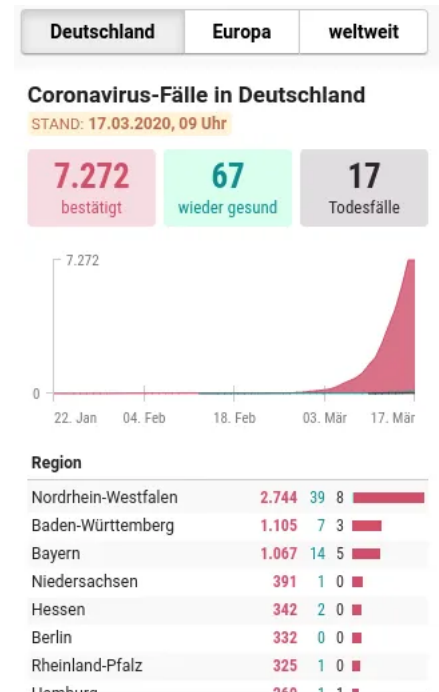 Deutschland Europa weltweit
Coronavirus-Fälle in Deutschland
STAND: 17.03.2020, 09 Uhr
7.272 67 17
bestätigt wieder gesund Todesfälle
7.272
0
22. Jan 04. Feb 18. Feb 03. Mär 17. Mär
Region
Nordrhein-Westfalen 2.744 39 8
Baden-Württemberg 1.105 7 3
Bayern 1.067 14 5
Niedersachsen 391 1 0
Hessen 342 2 0
Berlin 332 0 0
Rheinland-Pfalz 325 1 0
Hamburg